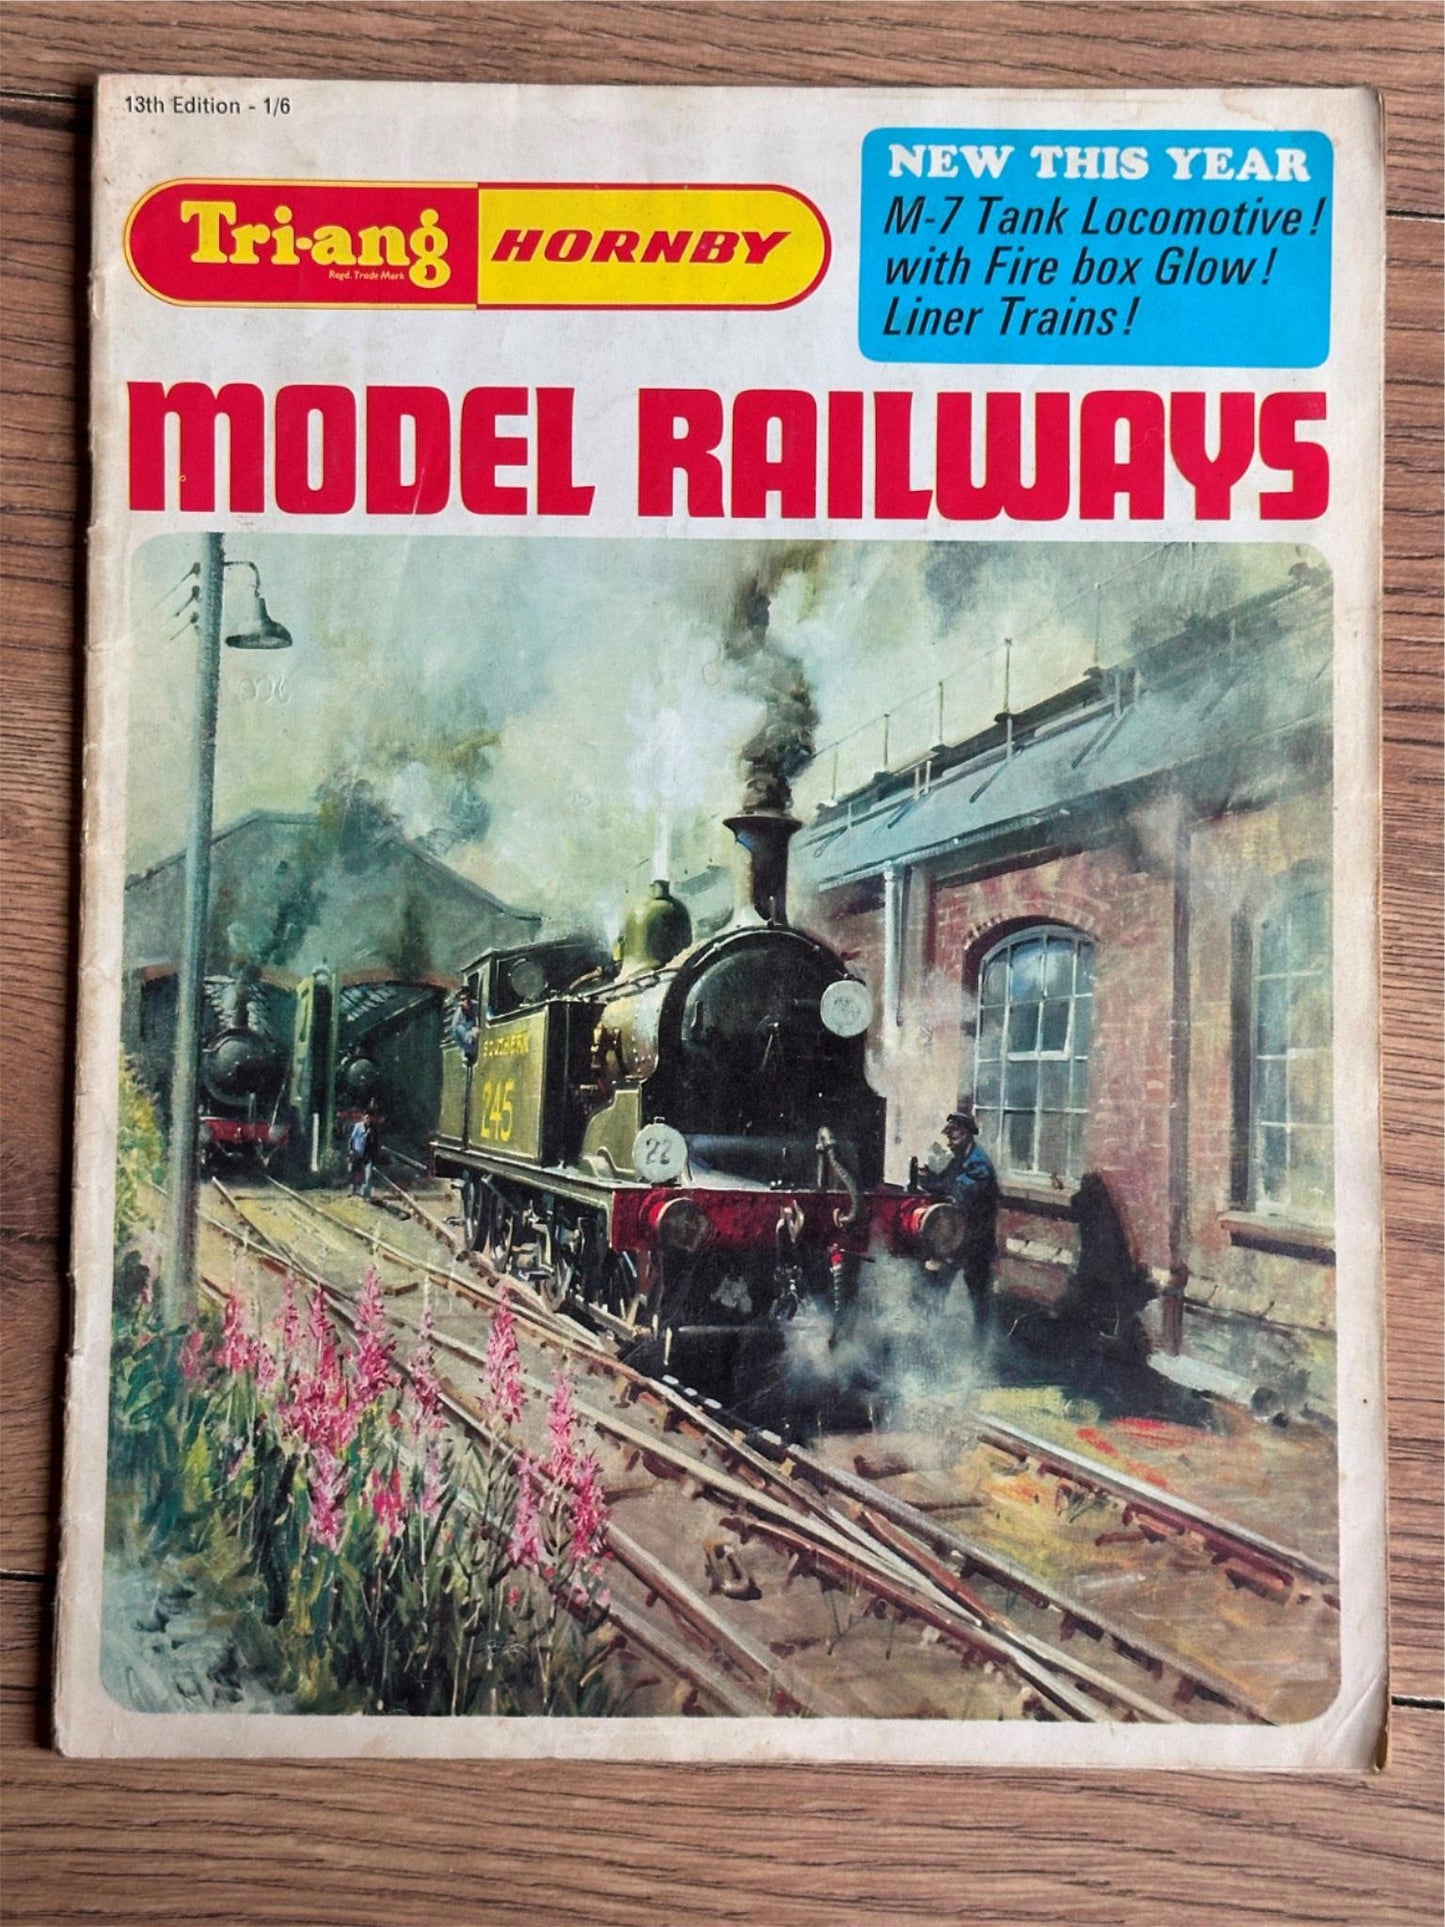 13th Edition - 1/6
Tri-ang HORNBY
Regd. Trade Mark
NEW THIS YEAR
M-7 Tank Locomotive!
with Fire box Glow!
Liner Trains!
MODEL RAILWAYS
SOUTHERN
245
22